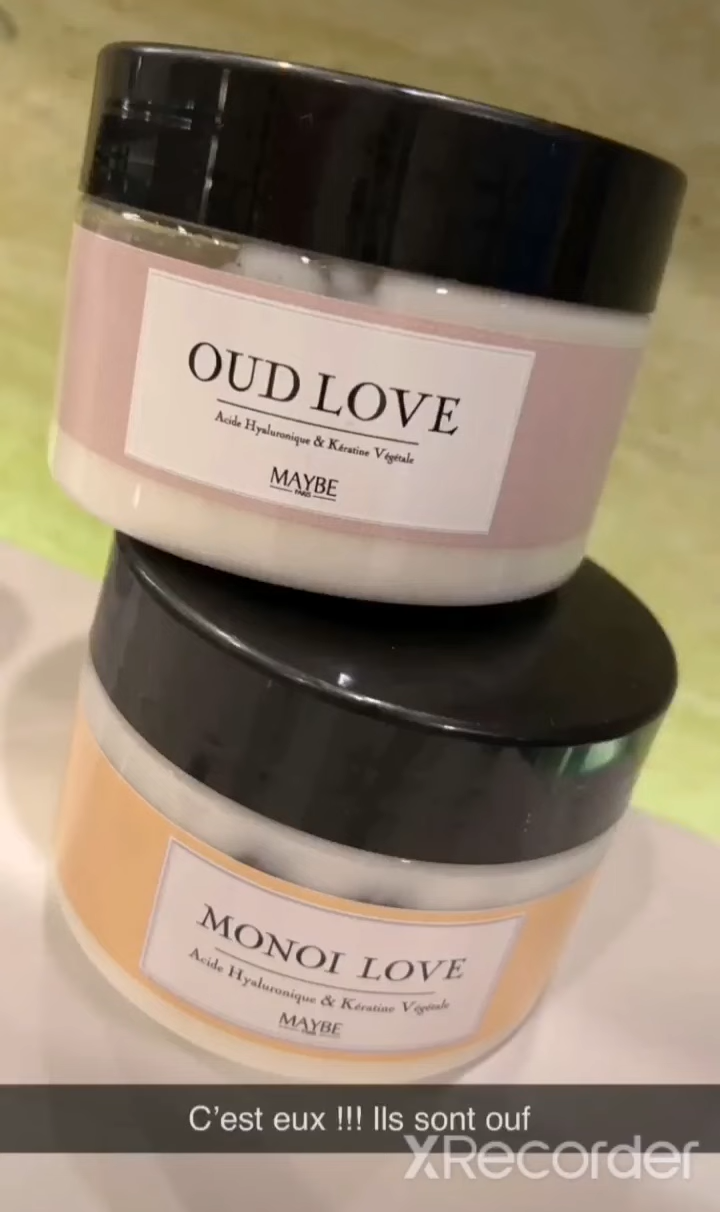 OUD LOVE
Acide Hyaluronique & Kératine Végétale
MAYBE
PARIS
MONOI LOVE
Acide Hyaluronique & Kératine Végétale
MAYBE
C’est eux !!! Ils sont ouf
XRecorder